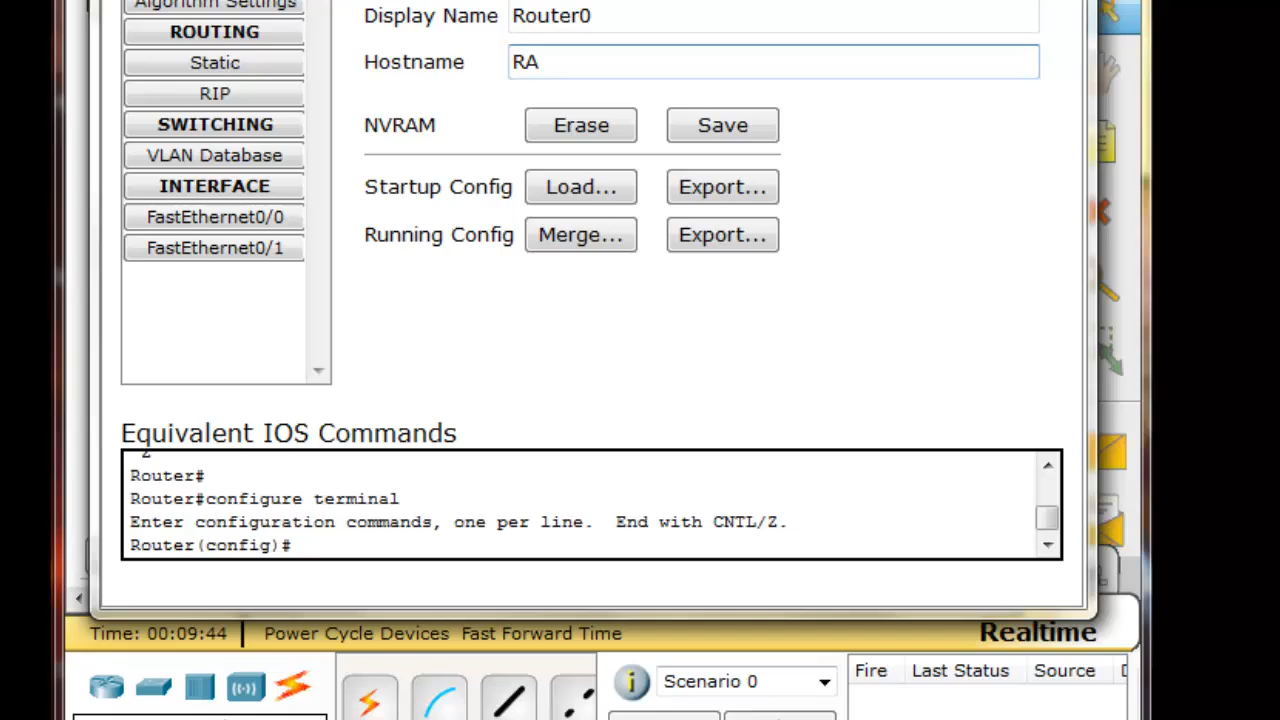 Algorithm Settings
ROUTING
Static
RIP
SWITCHING
VLAN Database
INTERFACE
FastEthernet0/0
FastEthernet0/1
Display Name Router0
Hostname RA
NVRAM Erase Save
Startup Config Load... Export...
Running Config Merge... Export...
Equivalent IOS Commands
Router#
Router#configure terminal
Enter configuration commands, one per line.  End with CNTL/Z.
Router(config)#
Time: 00:09:44 Power Cycle Devices Fast Forward Time Realtime
Scenario 0
Fire Last Status Source